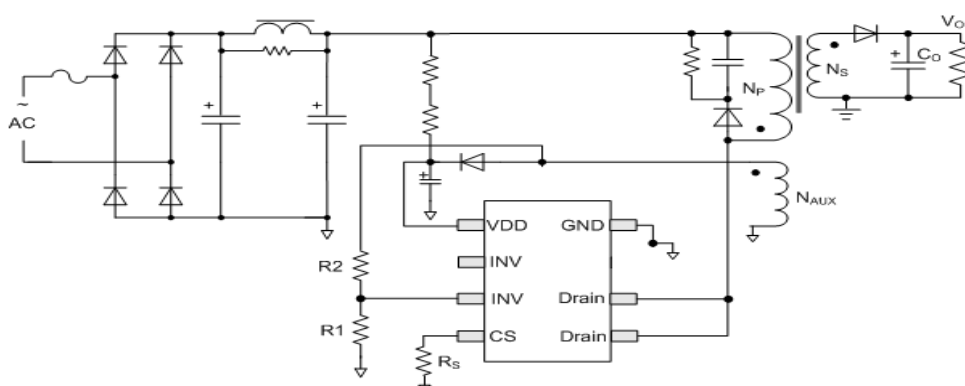 V_O
C_O
N_P
N_S
~
AC
+
+
+
+
N_AUX
VDD
GND
R2
INV
INV
Drain
R1
CS
Drain
R_S